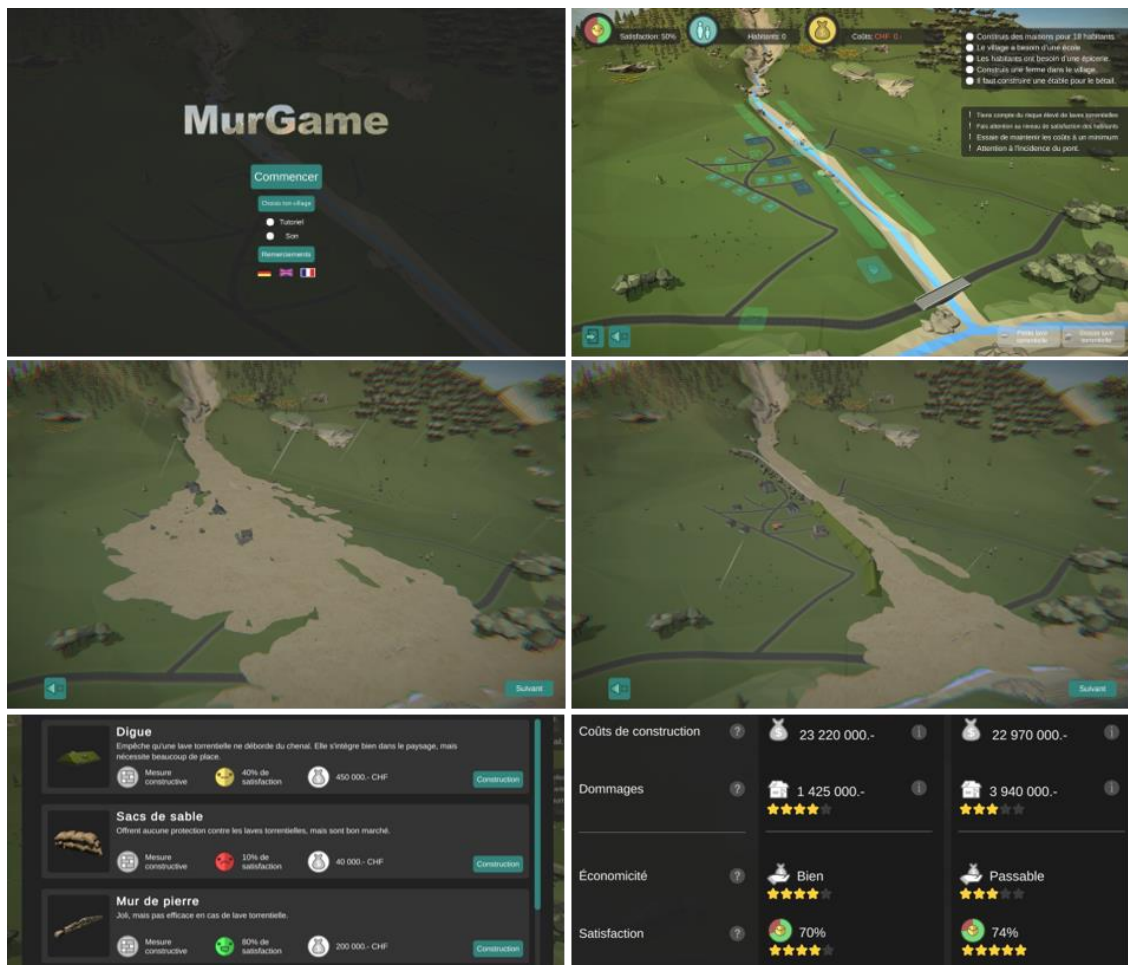 MurGame
Commencer
Choisis ton village
Tutoriel
Son
Remerciements
Satisfaction: 50%
Habitants: 0
Coûts: CHF 0.-
Construis des maisons pour 18 habitants.
Le village a besoin d'une école
Les habitants ont besoin d'une épicerie.
Construis une ferme dans le village.
Il faut construire une étable pour le bétail.
! Tiens compte du risque élevé de laves torrentielles
! Fais attention au niveau de satisfaction des habitants
! Essaie de maintenir les coûts à un minimum
! Attention à l'incidence du pont.
Petite lave
torrentielle
Grosse lave
torrentielle
Suivant
Suivant
Digue
Empêche qu'une lave torrentielle ne déborde du chenal. Elle s'intègre bien dans le paysage, mais
nécessite beaucoup de place.
Mesure
constructive
40% de
satisfaction
450 000.- CHF
Construction
Sacs de sable
Offrent aucune protection contre les laves torrentielles, mais sont bon marché.
Mesure
constructive
10% de
satisfaction
40 000.- CHF
Construction
Mur de pierre
Joli, mais pas efficace en cas de lave torrentielle.
Mesure
constructive
80% de
satisfaction
200 000.- CHF
Construction
Coûts de construction ? 23 220 000.- i 22 970 000.- i
Dommages ? 1 425 000.- i 3 940 000.- i
Économicité ? Bien Passable
Satisfaction ? 70% 74%